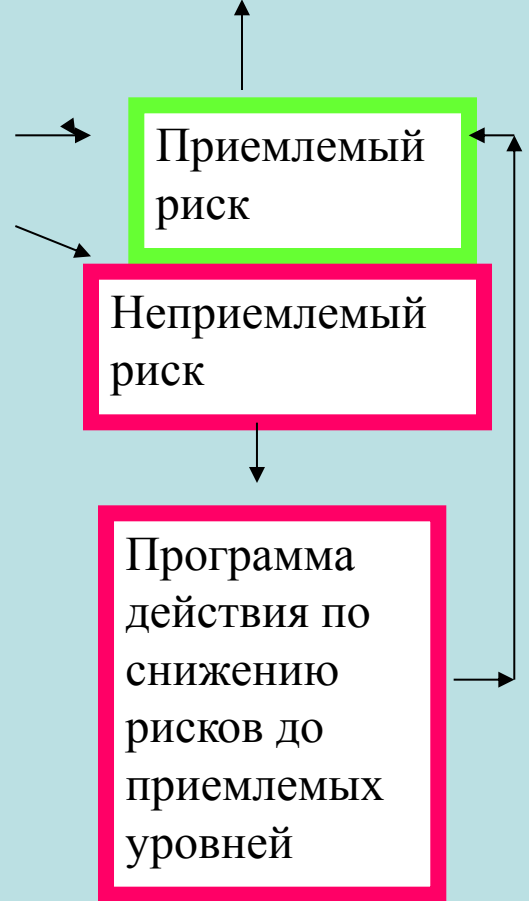 Приемлемый
риск
Неприемлемый
риск
Программа
действия по
снижению
рисков до
приемлемых
уровней